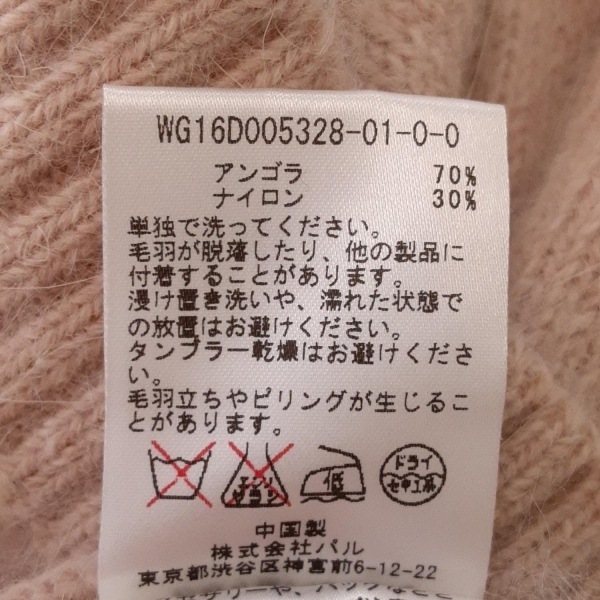 WG16D005328-01-0-0
アンゴラ 70%
ナイロン 30%
単独で洗ってください。
毛羽が脱落したり、他の製品に
付着することがあります。
浸け置き洗いや、濡れた状態で
の放置はお避けください。
タンブラー乾燥はお避けくださ
い。
毛羽立ちやピリングが生じるこ
とがあります。
エンソ
サラシ
低
ドライ
セキユ系
中国製
株式会社パル
東京都渋谷区神宮前6-12-22